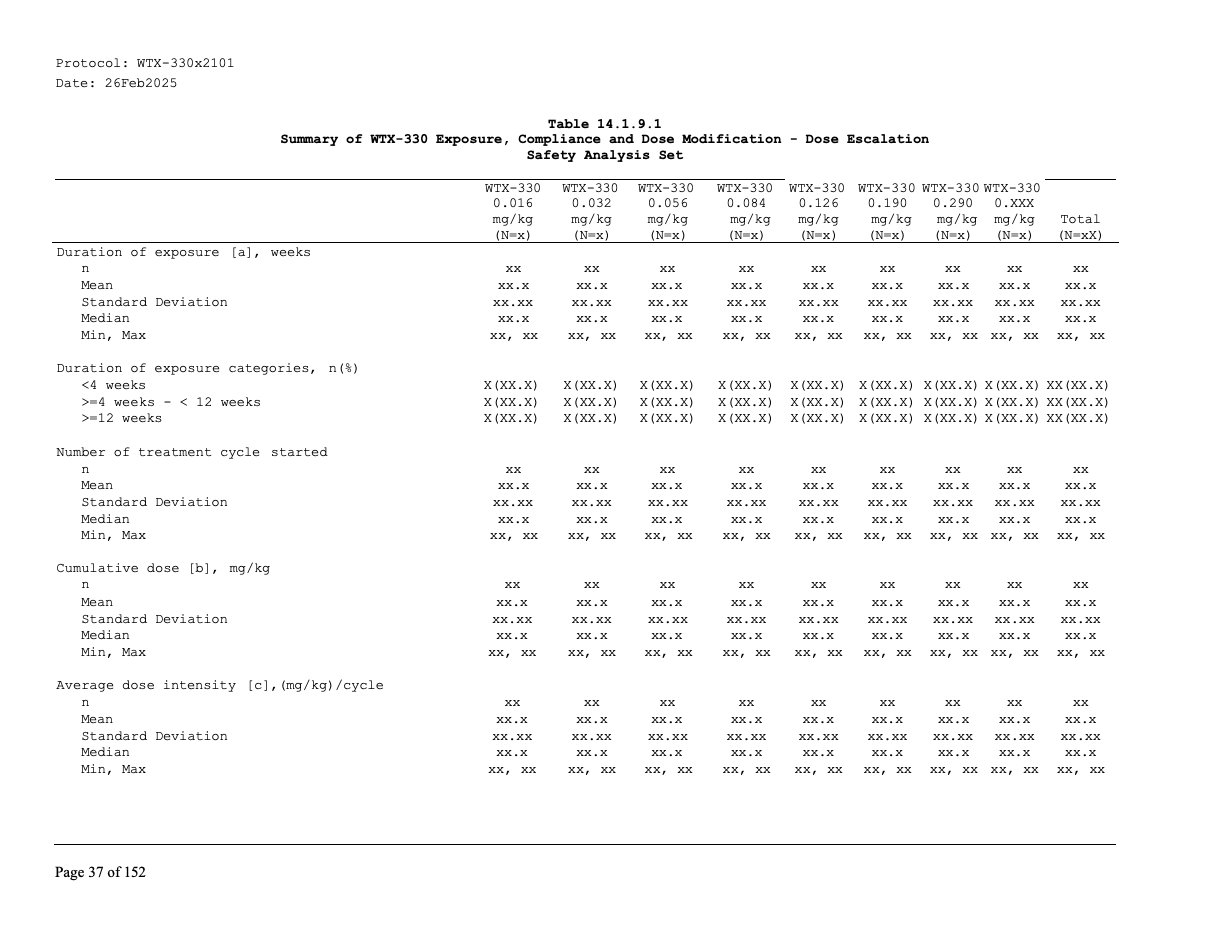 Protocol: WTX-330x2101
Date: 26Feb2025
Table 14.1.9.1
Summary of WTX-330 Exposure, Compliance and Dose Modification - Dose Escalation
Safety Analysis Set
WTX-330 WTX-330 WTX-330 WTX-330 WTX-330 WTX-330 WTX-330 WTX-330
0.016 0.032 0.056 0.084 0.126 0.190 0.290 0.XXX
mg/kg mg/kg mg/kg mg/kg mg/kg mg/kg mg/kg mg/kg Total
(N=x) (N=x) (N=x) (N=x) (N=x) (N=x) (N=x) (N=x) (N=xX)
Duration of exposure [a], weeks
n xx xx xx xx xx xx xx xx xx
Mean xx.x xx.x xx.x xx.x xx.x xx.x xx.x xx.x xx.x
Standard Deviation xx.xx xx.xx xx.xx xx.xx xx.xx xx.xx xx.xx xx.xx xx.xx
Median xx.x xx.x xx.x xx.x xx.x xx.x xx.x xx.x xx.x
Min, Max xx, xx xx, xx xx, xx xx, xx xx, xx xx, xx xx, xx xx, xx xx, xx
Duration of exposure categories, n(%)
<4 weeks X(XX.X) X(XX.X) X(XX.X) X(XX.X) X(XX.X) X(XX.X) X(XX.X) X(XX.X) XX(XX.X)
>=4 weeks - < 12 weeks X(XX.X) X(XX.X) X(XX.X) X(XX.X) X(XX.X) X(XX.X) X(XX.X) X(XX.X) XX(XX.X)
>=12 weeks X(XX.X) X(XX.X) X(XX.X) X(XX.X) X(XX.X) X(XX.X) X(XX.X) X(XX.X) XX(XX.X)
Number of treatment cycle started
n xx xx xx xx xx xx xx xx xx
Mean xx.x xx.x xx.x xx.x xx.x xx.x xx.x xx.x xx.x
Standard Deviation xx.xx xx.xx xx.xx xx.xx xx.xx xx.xx xx.xx xx.xx xx.xx
Median xx.x xx.x xx.x xx.x xx.x xx.x xx.x xx.x xx.x
Min, Max xx, xx xx, xx xx, xx xx, xx xx, xx xx, xx xx, xx xx, xx xx, xx
Cumulative dose [b], mg/kg
n xx xx xx xx xx xx xx xx xx
Mean xx.x xx.x xx.x xx.x xx.x xx.x xx.x xx.x xx.x
Standard Deviation xx.xx xx.xx xx.xx xx.xx xx.xx xx.xx xx.xx xx.xx xx.xx
Median xx.x xx.x xx.x xx.x xx.x xx.x xx.x xx.x xx.x
Min, Max xx, xx xx, xx xx, xx xx, xx xx, xx xx, xx xx, xx xx, xx xx, xx
Average dose intensity [c],(mg/kg)/cycle
n xx xx xx xx xx xx xx xx xx
Mean xx.x xx.x xx.x xx.x xx.x xx.x xx.x xx.x xx.x
Standard Deviation xx.xx xx.xx xx.xx xx.xx xx.xx xx.xx xx.xx xx.xx xx.xx
Median xx.x xx.x xx.x xx.x xx.x xx.x xx.x xx.x xx.x
Min, Max xx, xx xx, xx xx, xx xx, xx xx, xx xx, xx xx, xx xx, xx xx, xx
Page 37 of 152